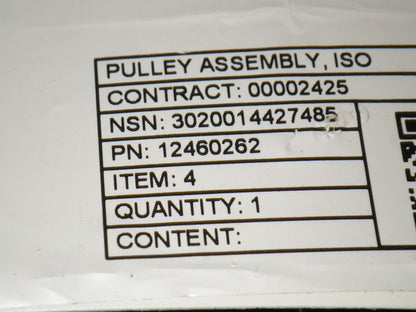 PULLEY ASSEMBLY, ISO
CONTRACT: 00002425
NSN: 3020014427485
PN: 12460262
ITEM: 4
QUANTITY: 1
CONTENT: